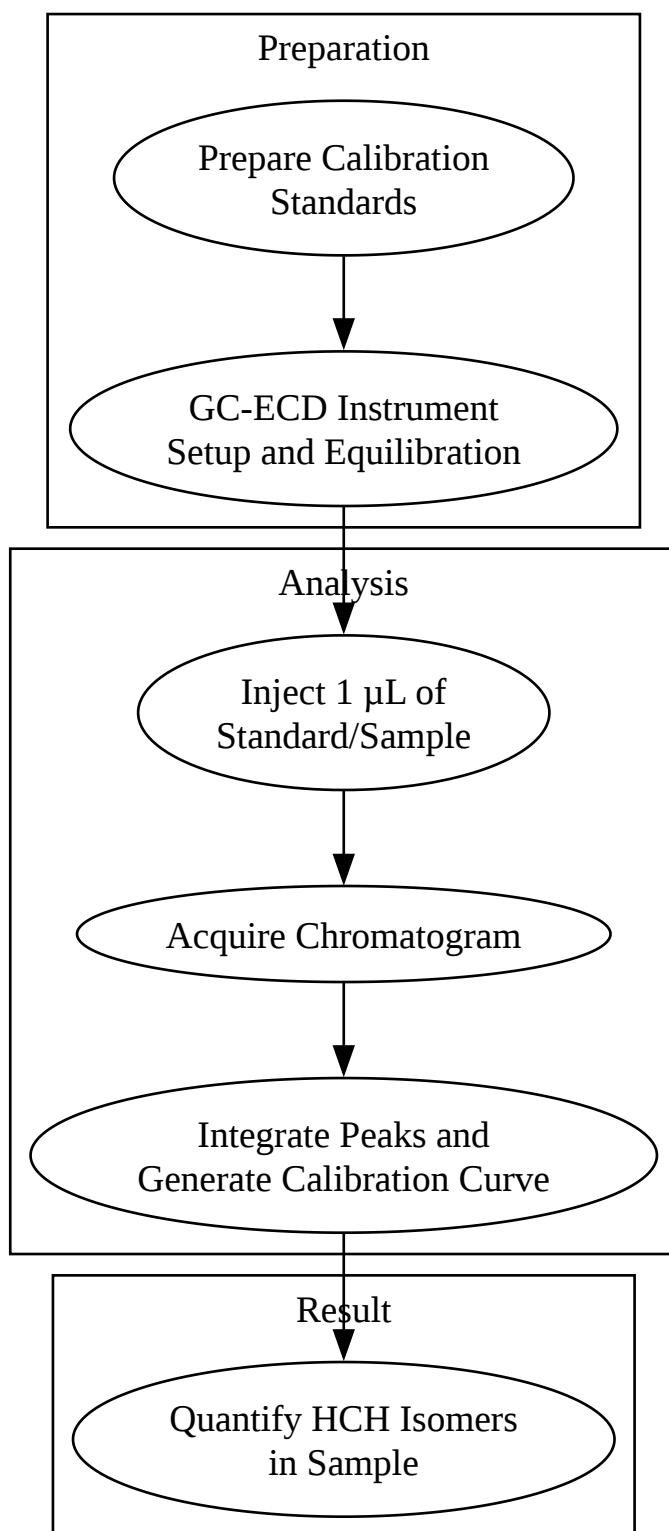 Preparation
Prepare Calibration
Standards
GC-ECD Instrument
Setup and Equilibration
Analysis
Inject 1 µL of
Standard/Sample
Acquire Chromatogram
Integrate Peaks and
Generate Calibration Curve
Result
Quantify HCH Isomers
in Sample